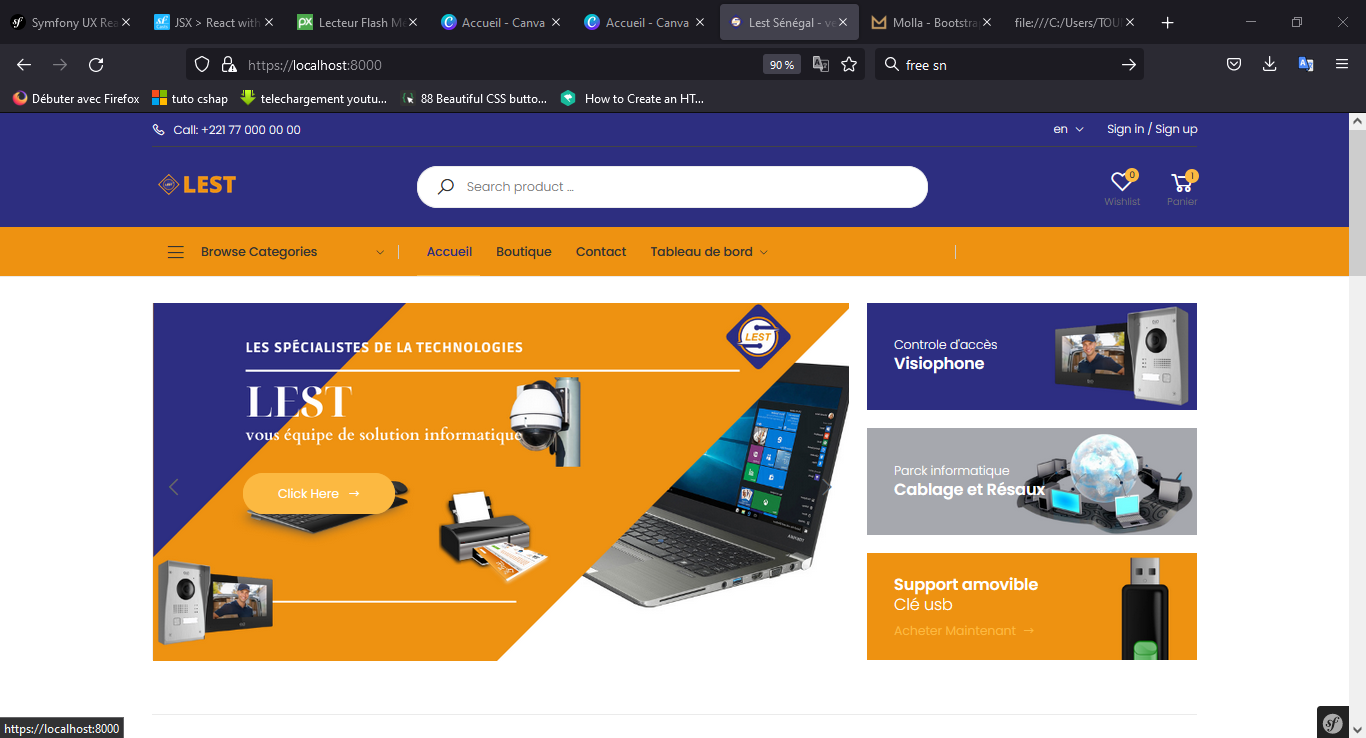 Symfony UX Rea
JSX > React with
Lecteur Flash Me
Accueil - Canva
Accueil - Canva
Lest Sénégal - ve
Molla - Bootstra
file:///C:/Users/TOU
https://localhost:8000
90 %
free sn
Débuter avec Firefox
tuto cshap
telechargement youtu...
88 Beautiful CSS butto...
How to Create an HT...
Call: +221 77 000 00 00
en
Sign in / Sign up
LEST
Search product ...
0
Wishlist
1
Panier
Browse Categories
Accueil
Boutique
Contact
Tableau de bord
LES SPÉCIALISTES DE LA TECHNOLOGIES
LEST
LEST
vous équipe de solution informatique
Click Here →
Controle d'accès
Visiophone
Parck informatique
Cablage et Résaux
Support amovible
Clé usb
Acheter Maintenant →
https://localhost:8000